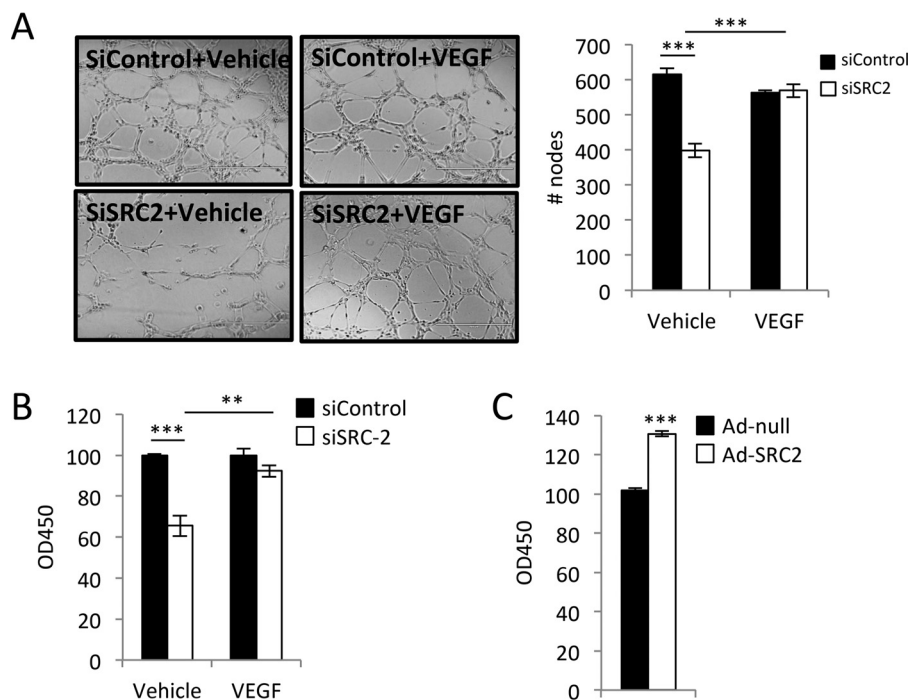 A
SiControl+Vehicle
SiControl+VEGF
SiSRC2+Vehicle
SiSRC2+VEGF
# nodes
700
600
500
400
300
200
100
0
***
***
siControl
siSRC2
Vehicle
VEGF
B
OD450
120
100
80
60
40
20
0
***
**
siControl
siSRC-2
Vehicle
VEGF
C
OD450
140
120
100
80
60
40
20
0
***
Ad-null
Ad-SRC2